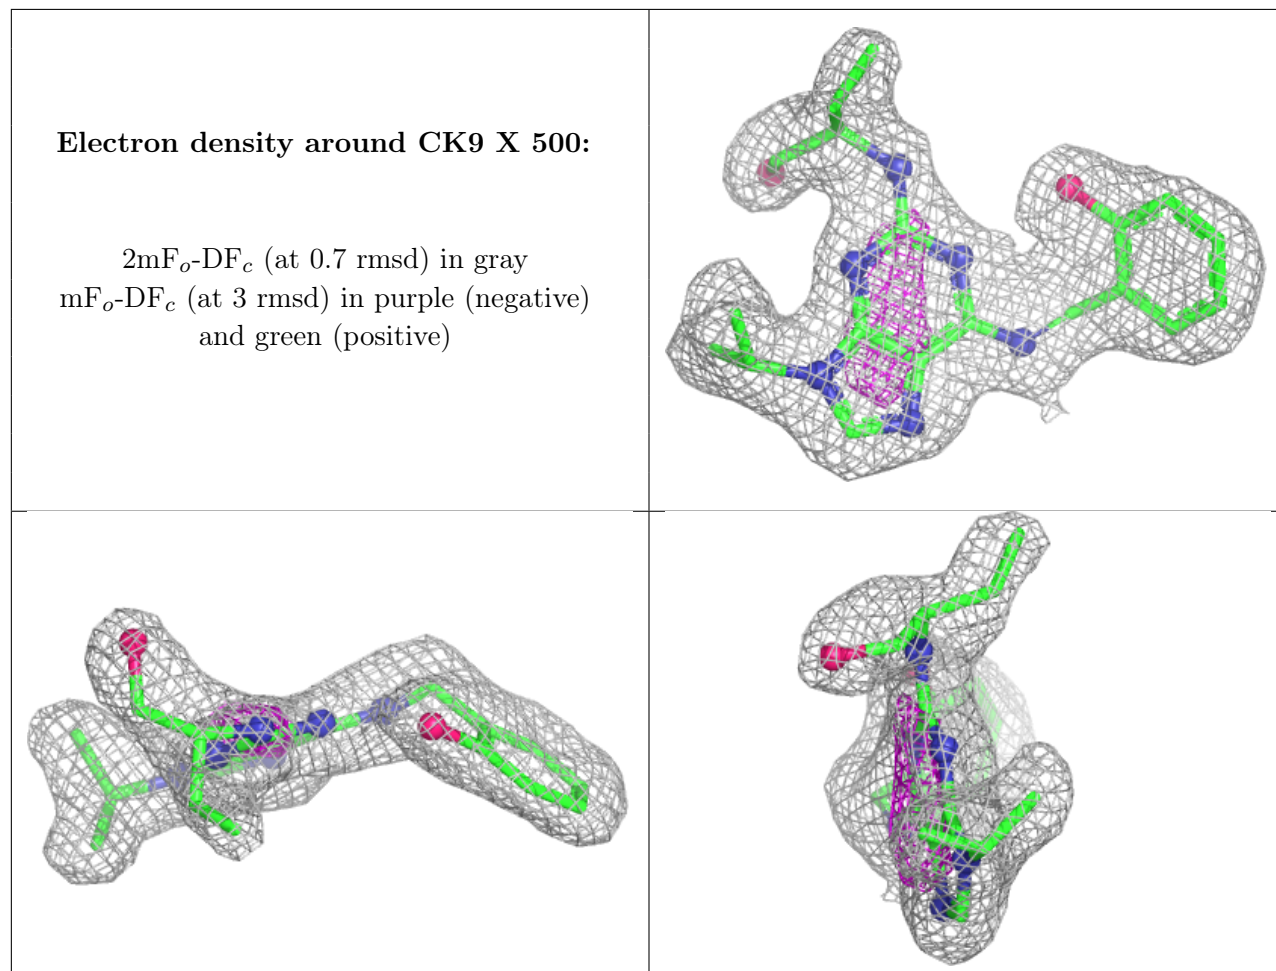 Electron density around CK9 X 500:
2mFo-DFc (at 0.7 rmsd) in gray
mFo-DFc (at 3 rmsd) in purple (negative)
and green (positive)